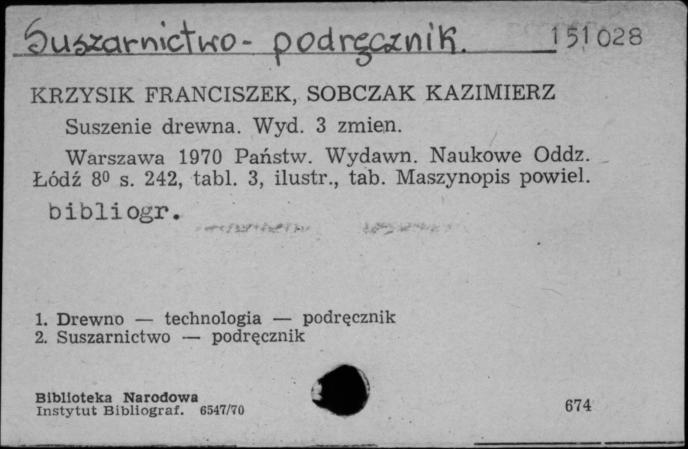 Suszarnictwo - podręcznik. 151028
KRZYSIK FRANCISZEK, SOBCZAK KAZIMIERZ
Suszenie drewna. Wyd. 3 zmien.
Warszawa 1970 Państw. Wydawn. Naukowe Oddz.
Łódź 8⁰ s. 242, tabl. 3, ilustr., tab. Maszynopis powiel.
bibliogr.
1. Drewno — technologia — podręcznik
2. Suszarnictwo — podręcznik
Biblioteka Narodowa
Instytut Bibliograf. 6547/70 674